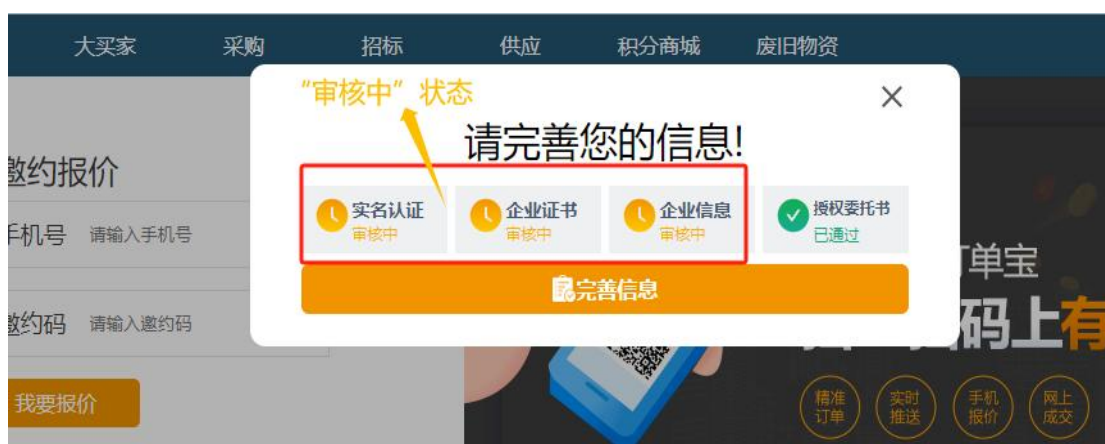 大买家 采购 招标 供应 积分商城 废旧物资
“审核中”状态
请完善您的信息!
实名认证
审核中
企业证书
审核中
企业信息
审核中
授权委托书
已通过
完善信息
邀约报价
手机号 请输入手机号
邀约码 请输入邀约码
我要报价
订单宝
码上有
精准
订单
实时
推送
手机
报价
网上
成交